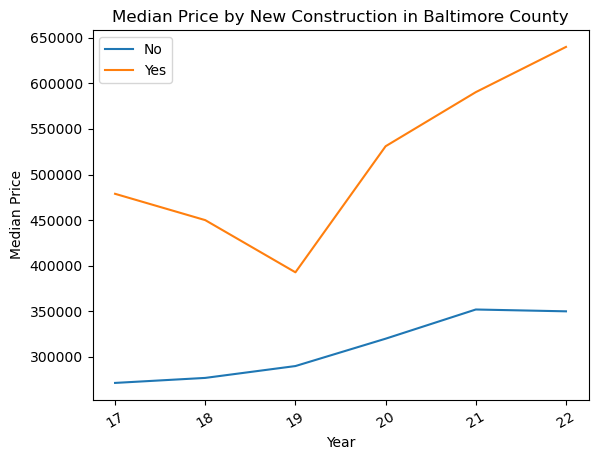 Median Price by New Construction in Baltimore County
No
Yes
650000
600000
550000
500000
450000
400000
350000
300000
Median Price
17
18
19
20
21
22
Year